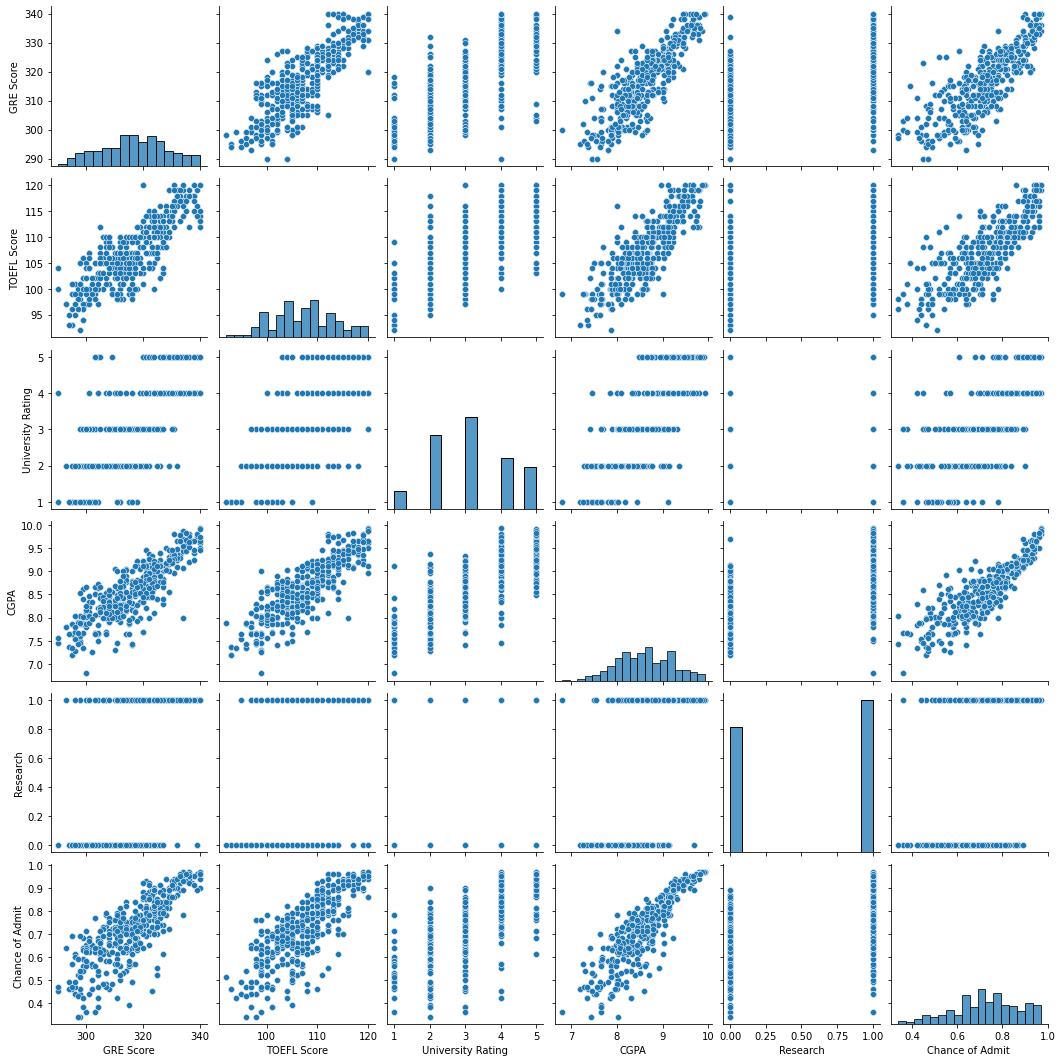 340
330
320
310
300
290
GRE Score
120
115
110
105
100
95
TOEFL Score
5
4
3
2
1
University Rating
10.0
9.5
9.0
8.5
8.0
7.5
7.0
CGPA
1.0
0.8
0.6
0.4
0.2
0.0
Research
1.0
0.9
0.8
0.7
0.6
0.5
0.4
Chance of Admit
300 340
GRE Score
100 110 120
TOEFL Score
1 2 3 4 5
University Rating
7 8 9 10
CGPA
0.00 0.25 0.50 0.75 1.00
Research
0.4 0.6 0.8 1.0
Chance of Admit